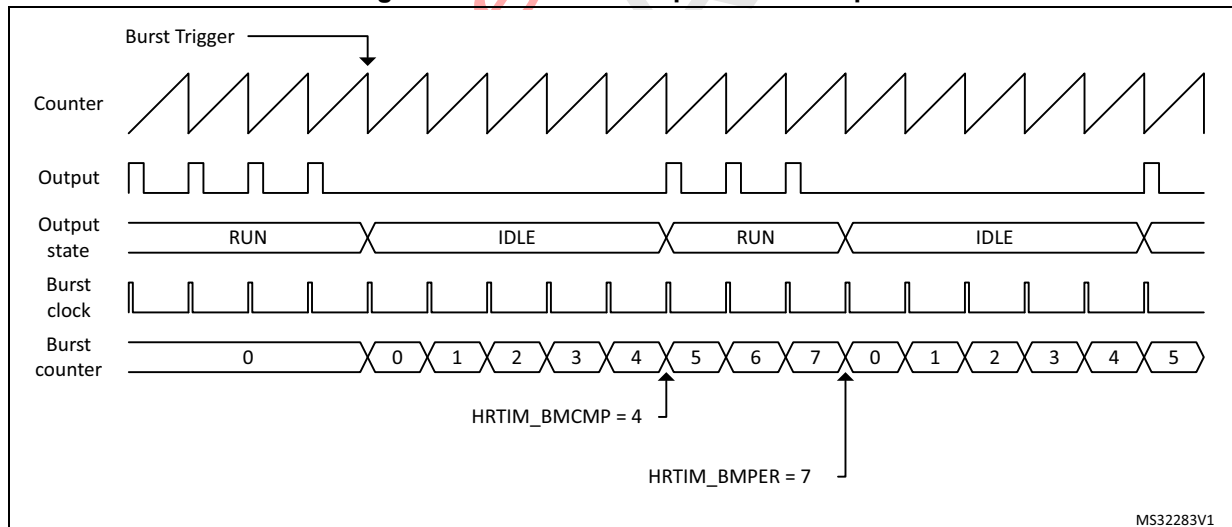 Burst Trigger
Counter
Output
Output
state
RUN
IDLE
RUN
IDLE
Burst
clock
Burst
counter
0
0
1
2
3
4
5
6
7
0
1
2
3
4
5
HRTIM_BMCMP = 4
HRTIM_BMPER = 7
MS32283V1